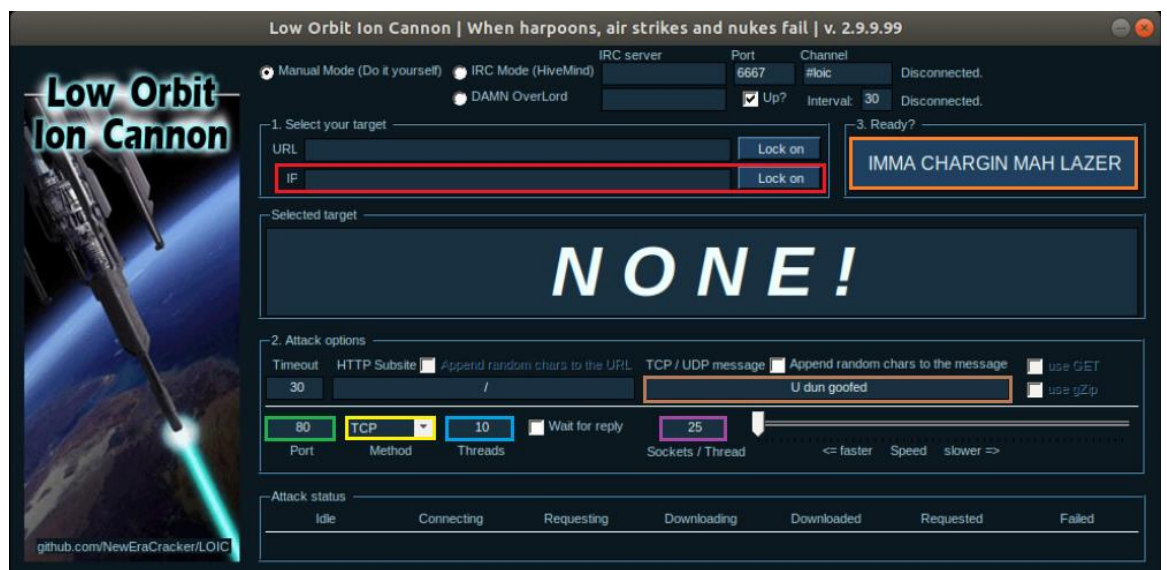 Low Orbit Ion Cannon | When harpoons, air strikes and nukes fail | v. 2.9.9.99
Low Orbit
Ion Cannon
github.com/NewEraCracker/LOIC
IRC server Port Channel
Manual Mode (Do it yourself) IRC Mode (HiveMind) 6667 #loic Disconnected.
DAMN OverLord Up? Interval: 30 Disconnected.
1. Select your target
URL Lock on
IF Lock on
3. Ready?
IMMA CHARGIN MAH LAZER
Selected target
N O N E !
2. Attack options
Timeout HTTP Subsite Append random chars to the URL TCP / UDP message Append random chars to the message use GET
30 / U dun goofed use gZip
80 TCP 10 Wait for reply 25
Port Method Threads Sockets / Thread <= faster Speed slower =>
Attack status
Idle Connecting Requesting Downloading Downloaded Requested Failed